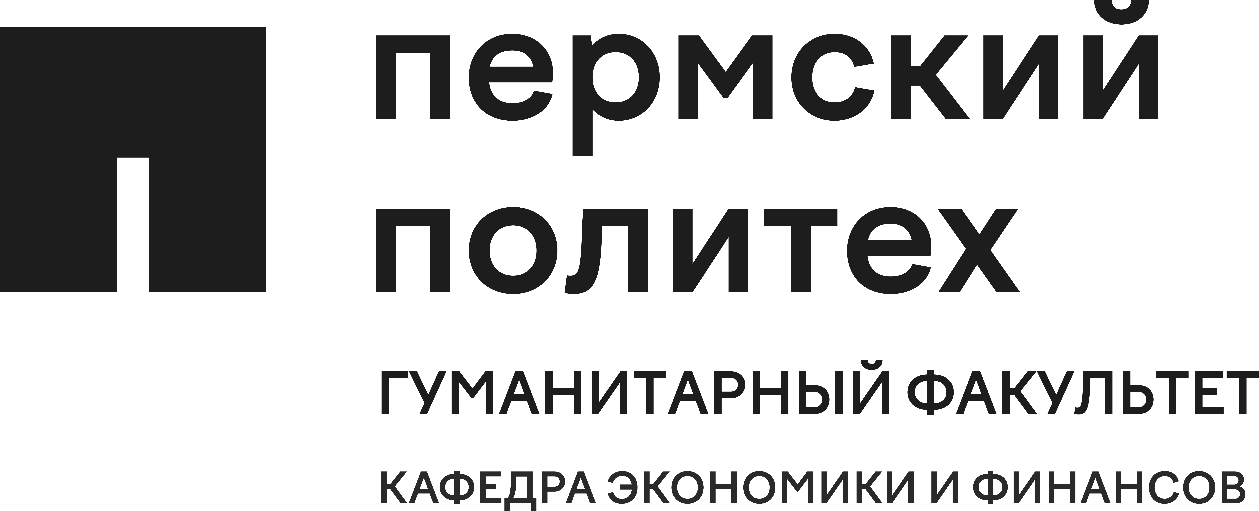 пермский
политех
ГУМАНИТАРНЫЙ ФАКУЛЬТЕТ
КАФЕДРА ЭКОНОМИКИ И ФИНАНСОВ